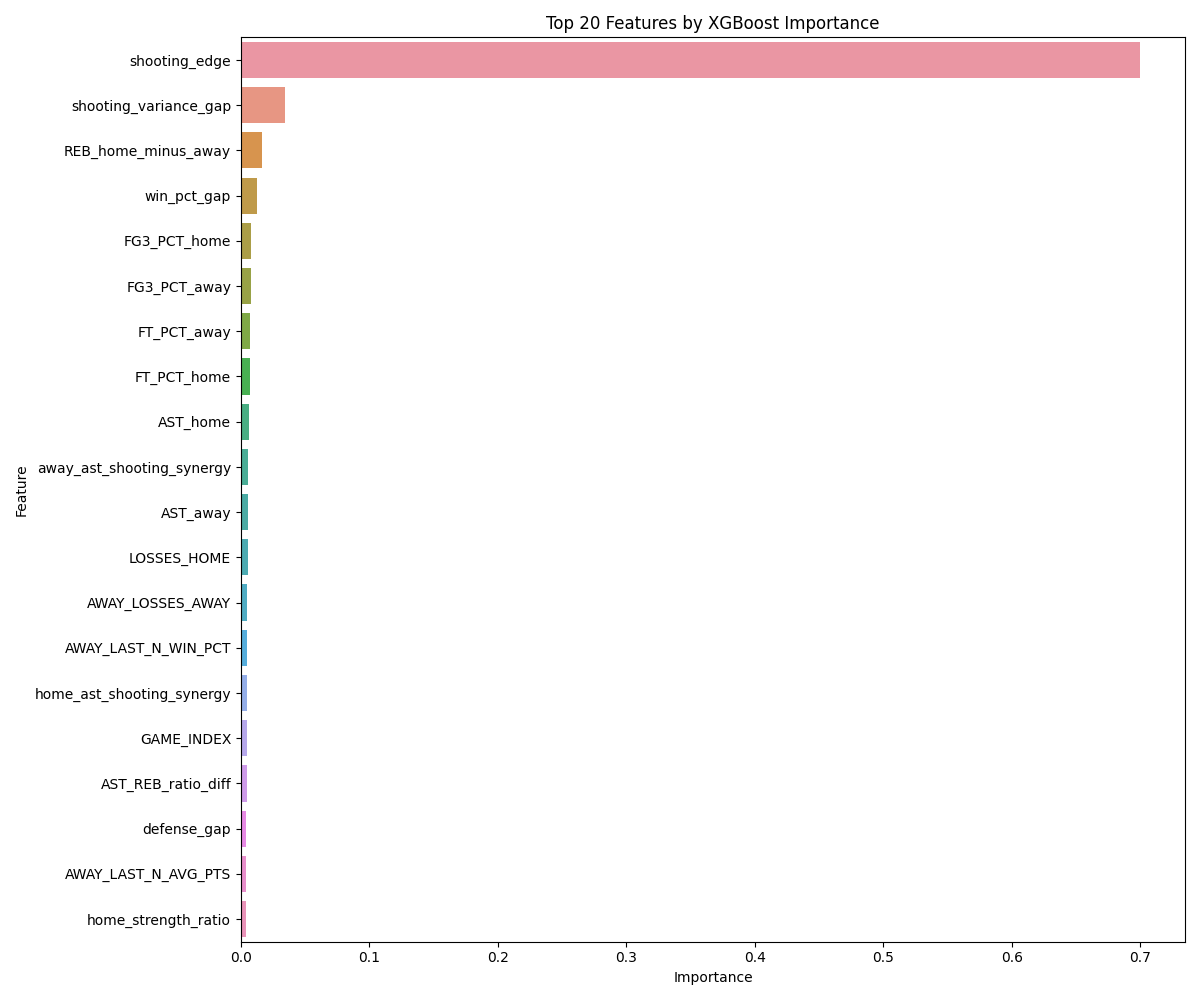 Top 20 Features by XGBoost Importance
shooting_edge
shooting_variance_gap
REB_home_minus_away
win_pct_gap
FG3_PCT_home
FG3_PCT_away
FT_PCT_away
FT_PCT_home
AST_home
away_ast_shooting_synergy
AST_away
LOSSES_HOME
AWAY_LOSSES_AWAY
AWAY_LAST_N_WIN_PCT
home_ast_shooting_synergy
GAME_INDEX
AST_REB_ratio_diff
defense_gap
AWAY_LAST_N_AVG_PTS
home_strength_ratio
Feature
0.0 0.1 0.2 0.3 0.4 0.5 0.6 0.7
Importance